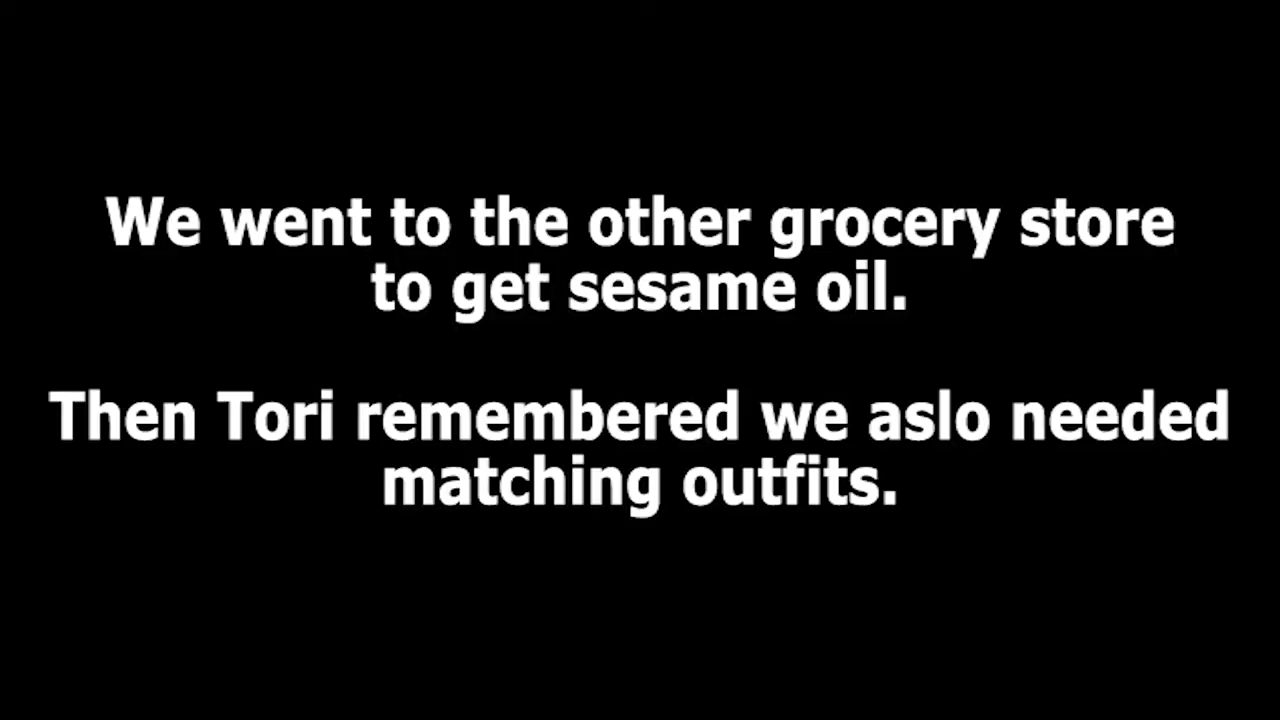 We went to the other grocery store
to get sesame oil.
Then Tori remembered we aslo needed
matching outfits.